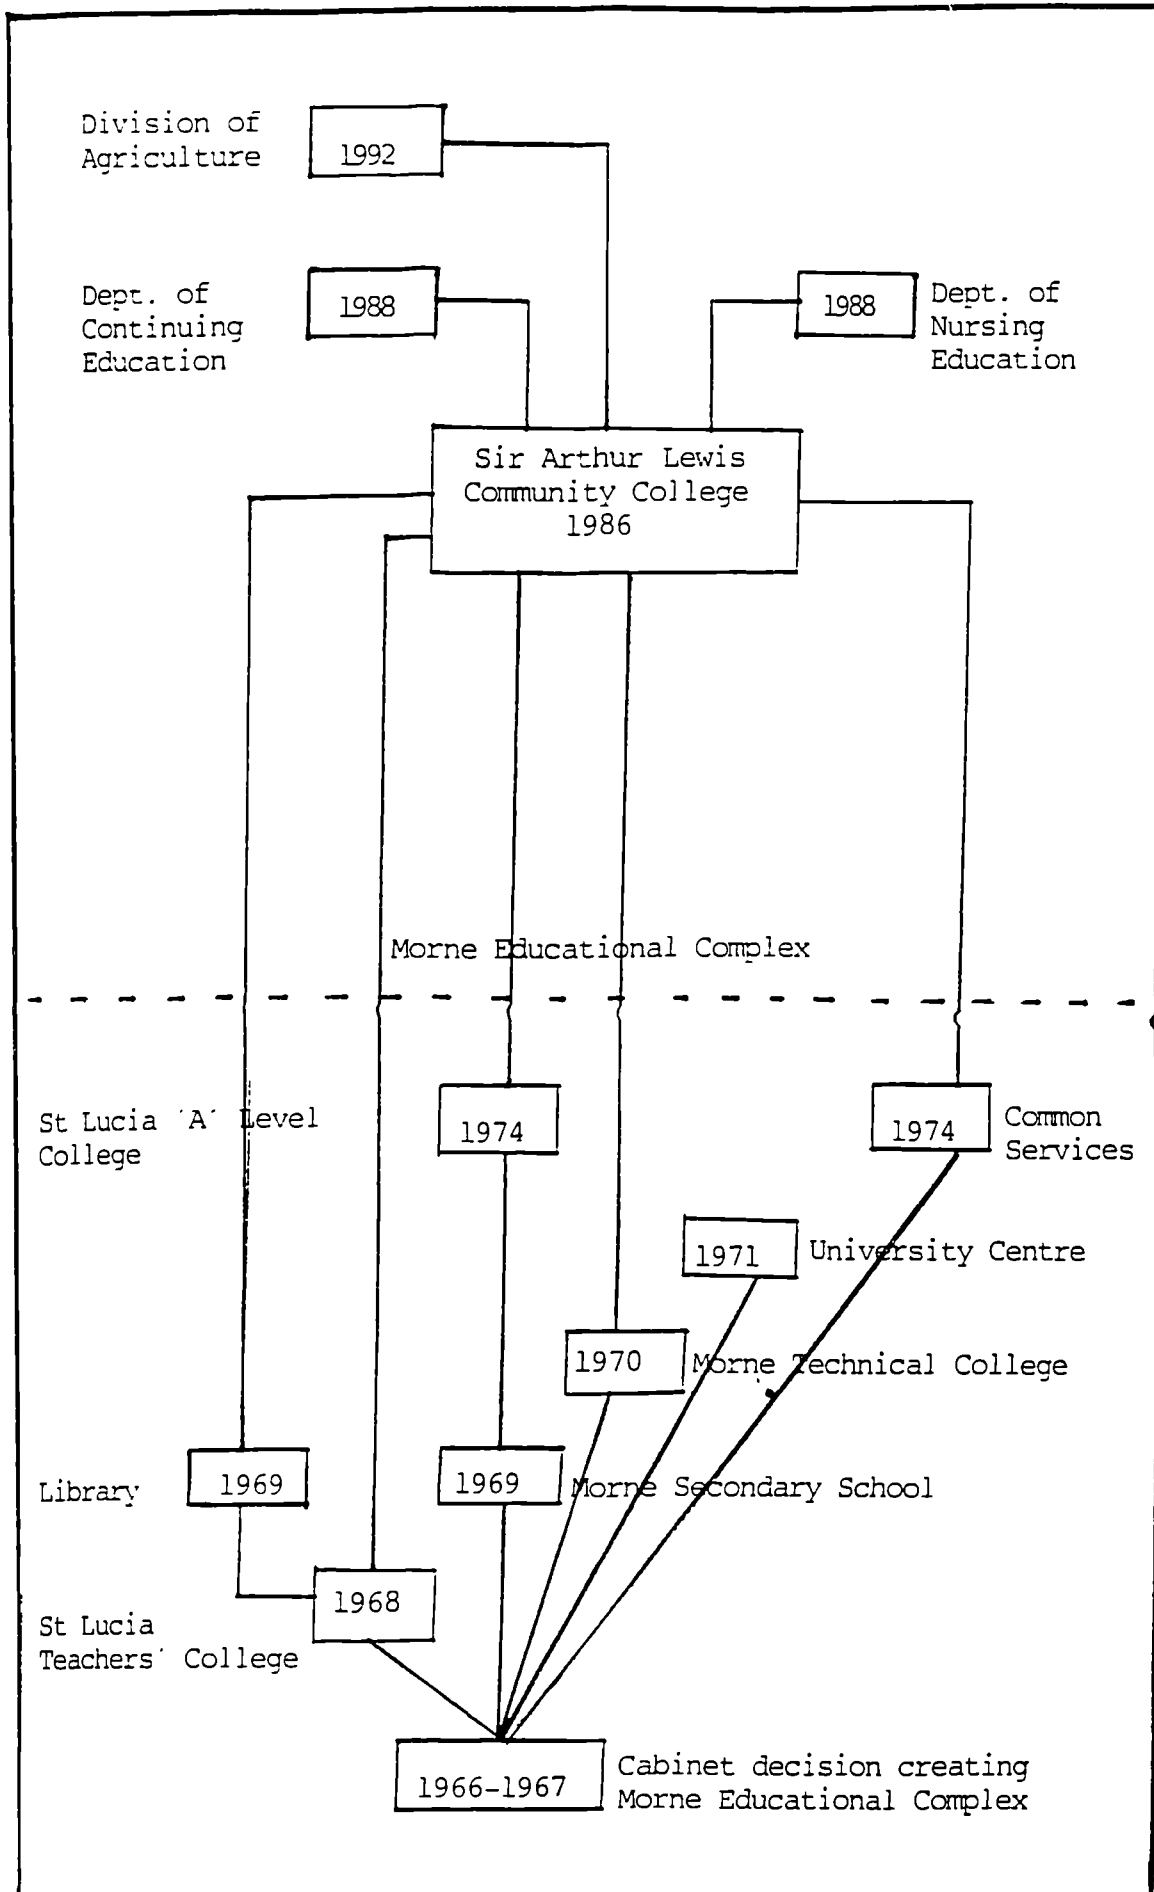 Division of
Agriculture
1992
Dept. of
Continuing
Education
1988
1988
Dept. of
Nursing
Education
Sir Arthur Lewis
Community College
1986
Morne Educational Complex
St Lucia 'A' Level
College
1974
1974
Common
Services
1971
University Centre
1970
Morne Technical College
Library
1969
1969
Morne Secondary School
St Lucia
Teachers' College
1968
1966-1967
Cabinet decision creating
Morne Educational Complex